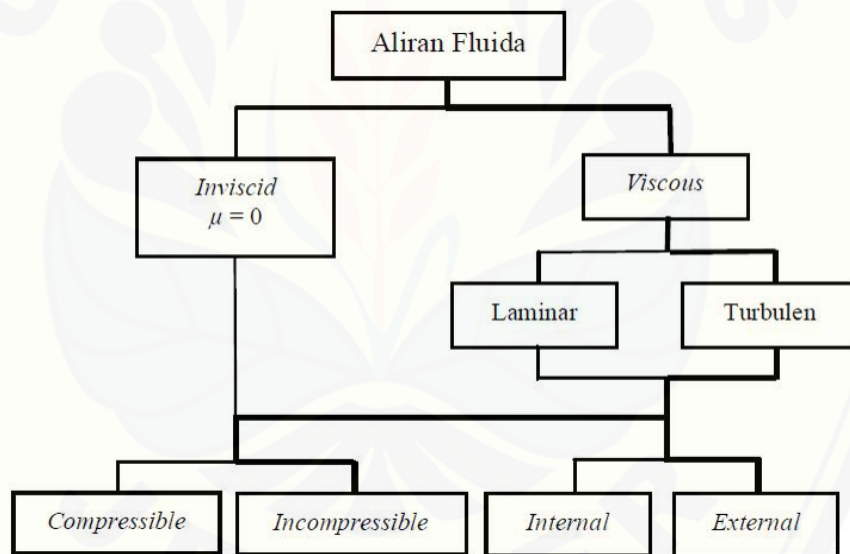 Aliran Fluida
Inviscid
μ = 0
Viscous
Laminar
Turbulen
Compressible
Incompressible
Internal
External